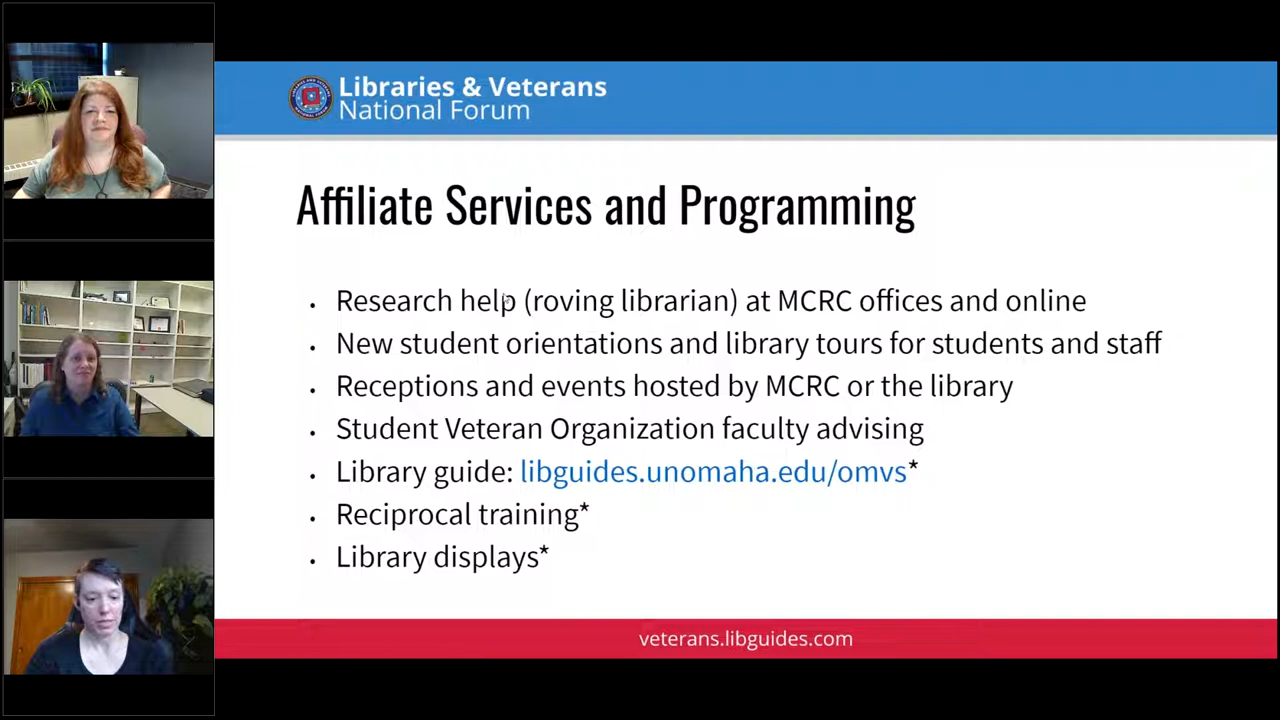 Libraries & Veterans
National Forum
Affiliate Services and Programming
• Research help (roving librarian) at MCRC offices and online
• New student orientations and library tours for students and staff
• Receptions and events hosted by MCRC or the library
• Student Veteran Organization faculty advising
• Library guide: libguides.unomaha.edu/omvs*
• Reciprocal training*
• Library displays*
veterans.libguides.com